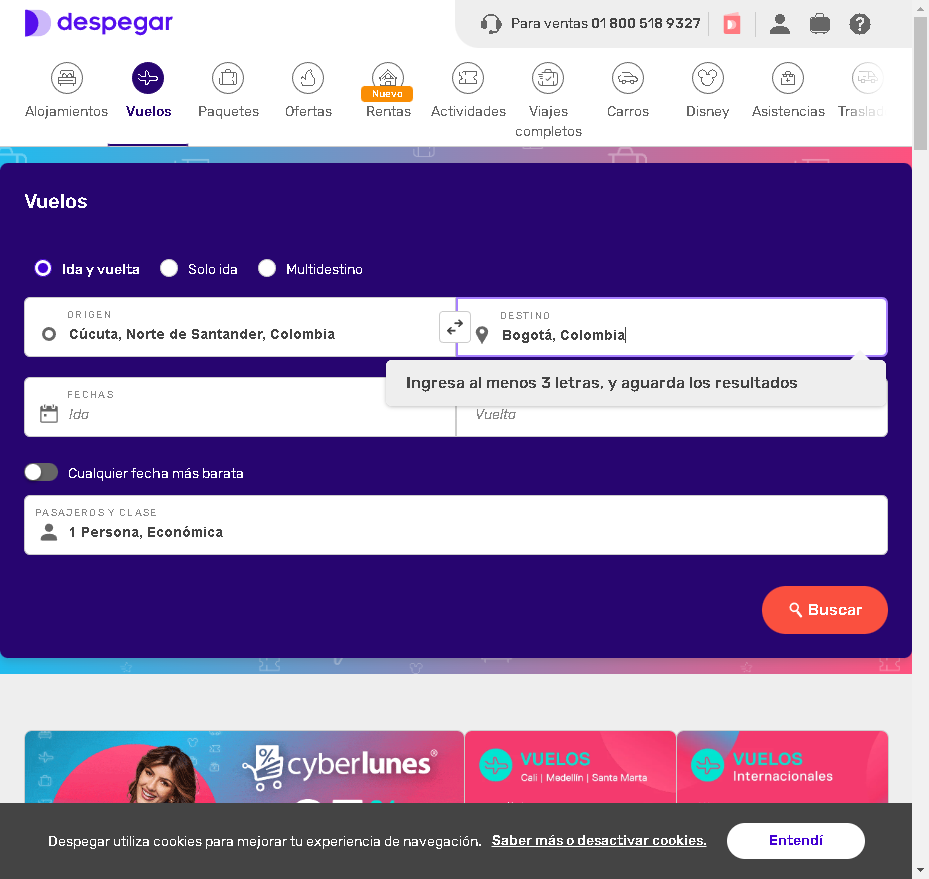 despegar
Para ventas 01 800 518 9327
Alojamientos
Vuelos
Paquetes
Ofertas
Nuevo
Rentas
Actividades
Viajes
completos
Carros
Disney
Asistencias
Traslad
Vuelos
Ida y vuelta
Solo ida
Multidestino
ORIGEN
Cúcuta, Norte de Santander, Colombia
DESTINO
Bogotá, Colombia
Ingresa al menos 3 letras, y aguarda los resultados
FECHAS
Ida
Vuelta
Cualquier fecha más barata
PASAJEROS Y CLASE
1 Persona, Económica
Buscar
cyberlunes®
VUELOS
Cali | Medellín | Santa Marta
VUELOS
Internacionales
Despegar utiliza cookies para mejorar tu experiencia de navegación. Saber más o desactivar cookies.
Entendí